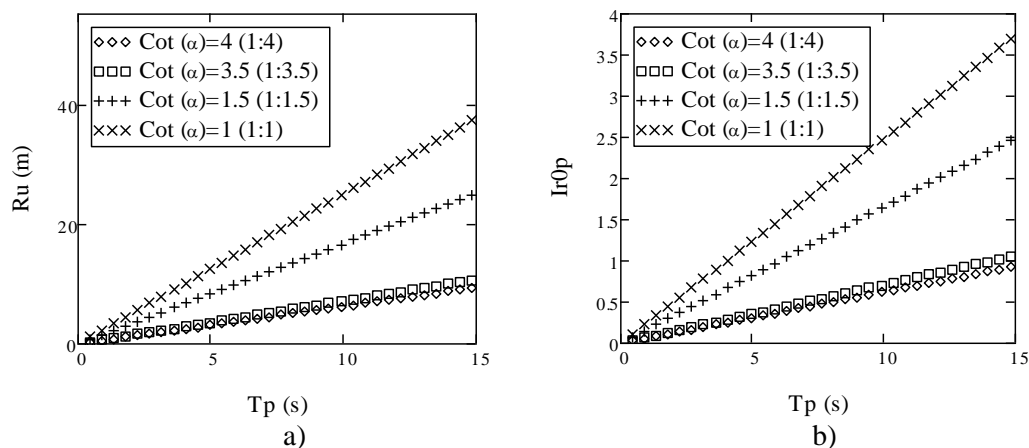 Cot (α)=4 (1:4)
Cot (α)=3.5 (1:3.5)
Cot (α)=1.5 (1:1.5)
Cot (α)=1 (1:1)
40
20
0
0
5
10
15
Ru (m)
Tp (s)
a)
Cot (α)=4 (1:4)
Cot (α)=3.5 (1:3.5)
Cot (α)=1.5 (1:1.5)
Cot (α)=1 (1:1)
4
3.5
3
2.5
2
1.5
1
0.5
0
0
5
10
15
Ir0p
Tp (s)
b)